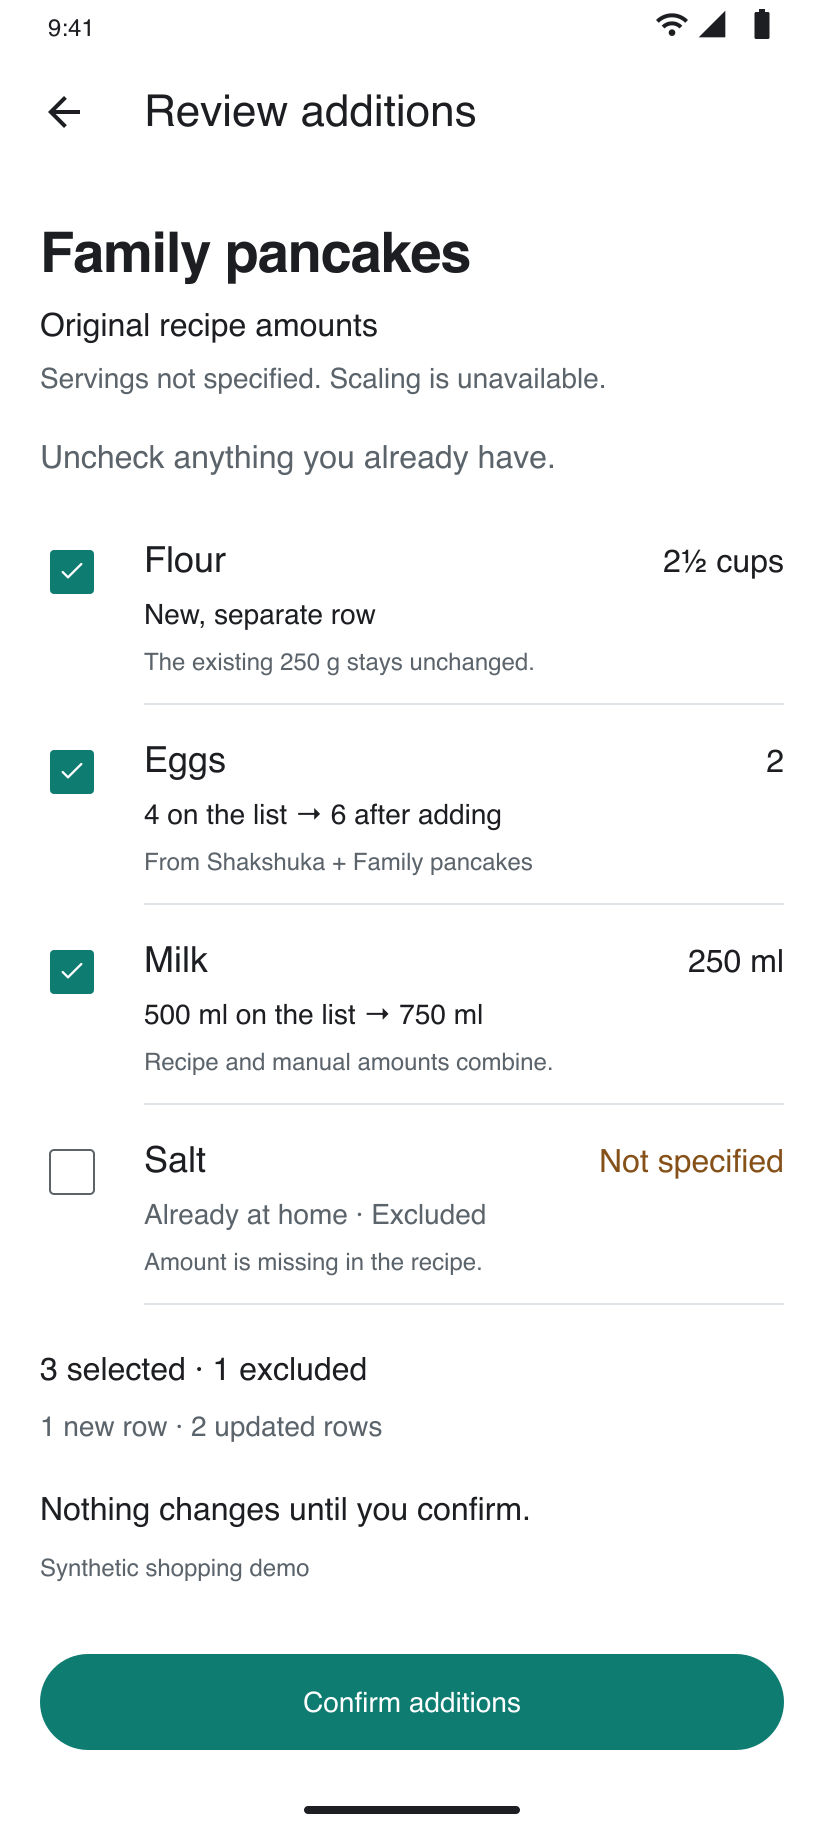 9:41
Review additions
Family pancakes
Original recipe amounts
Servings not specified. Scaling is unavailable.
Uncheck anything you already have.
Flour 2½ cups
New, separate row
The existing 250 g stays unchanged.
Eggs 2
4 on the list → 6 after adding
From Shakshuka + Family pancakes
Milk 250 ml
500 ml on the list → 750 ml
Recipe and manual amounts combine.
Salt Not specified
Already at home · Excluded
Amount is missing in the recipe.
3 selected · 1 excluded
1 new row · 2 updated rows
Nothing changes until you confirm.
Synthetic shopping demo
Confirm additions